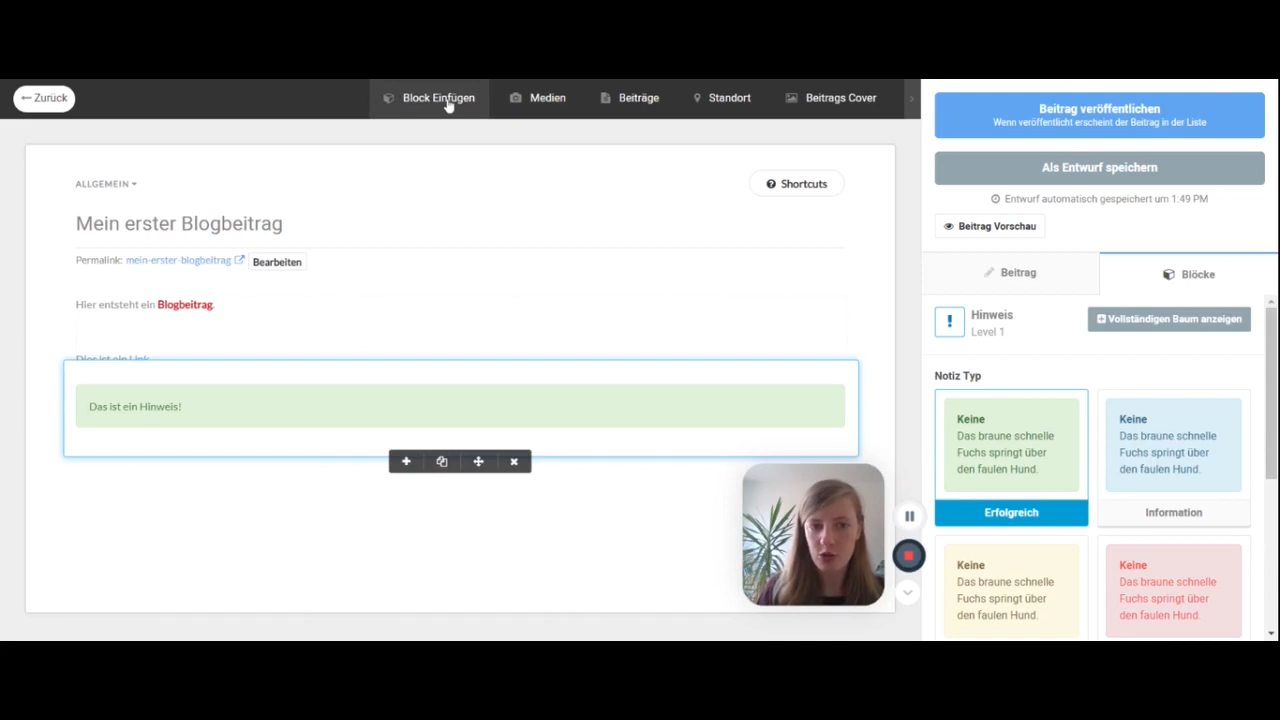 Zurück
Block Einfügen
Medien
Beiträge
Standort
Beitrags Cover
ALLGEMEIN
Shortcuts
Mein erster Blogbeitrag
Permalink: mein-erster-blogbeitrag Bearbeiten
Hier entsteht ein Blogbeitrag.
Dies ist ein Link
Das ist ein Hinweis!
Beitrag veröffentlichen
Wenn veröffentlicht erscheint der Beitrag in der Liste
Als Entwurf speichern
Entwurf automatisch gespeichert um 1:49 PM
Beitrag Vorschau
Beitrag
Blöcke
Hinweis
Level 1
Vollständigen Baum anzeigen
Notiz Typ
Keine
Das braune schnelle
Fuchs springt über
den faulen Hund.
Erfolgreich
Keine
Das braune schnelle
Fuchs springt über
den faulen Hund.
Information
Keine
Das braune schnelle
Fuchs springt über
den faulen Hund.
Keine
Das braune schnelle
Fuchs springt über
den faulen Hund.